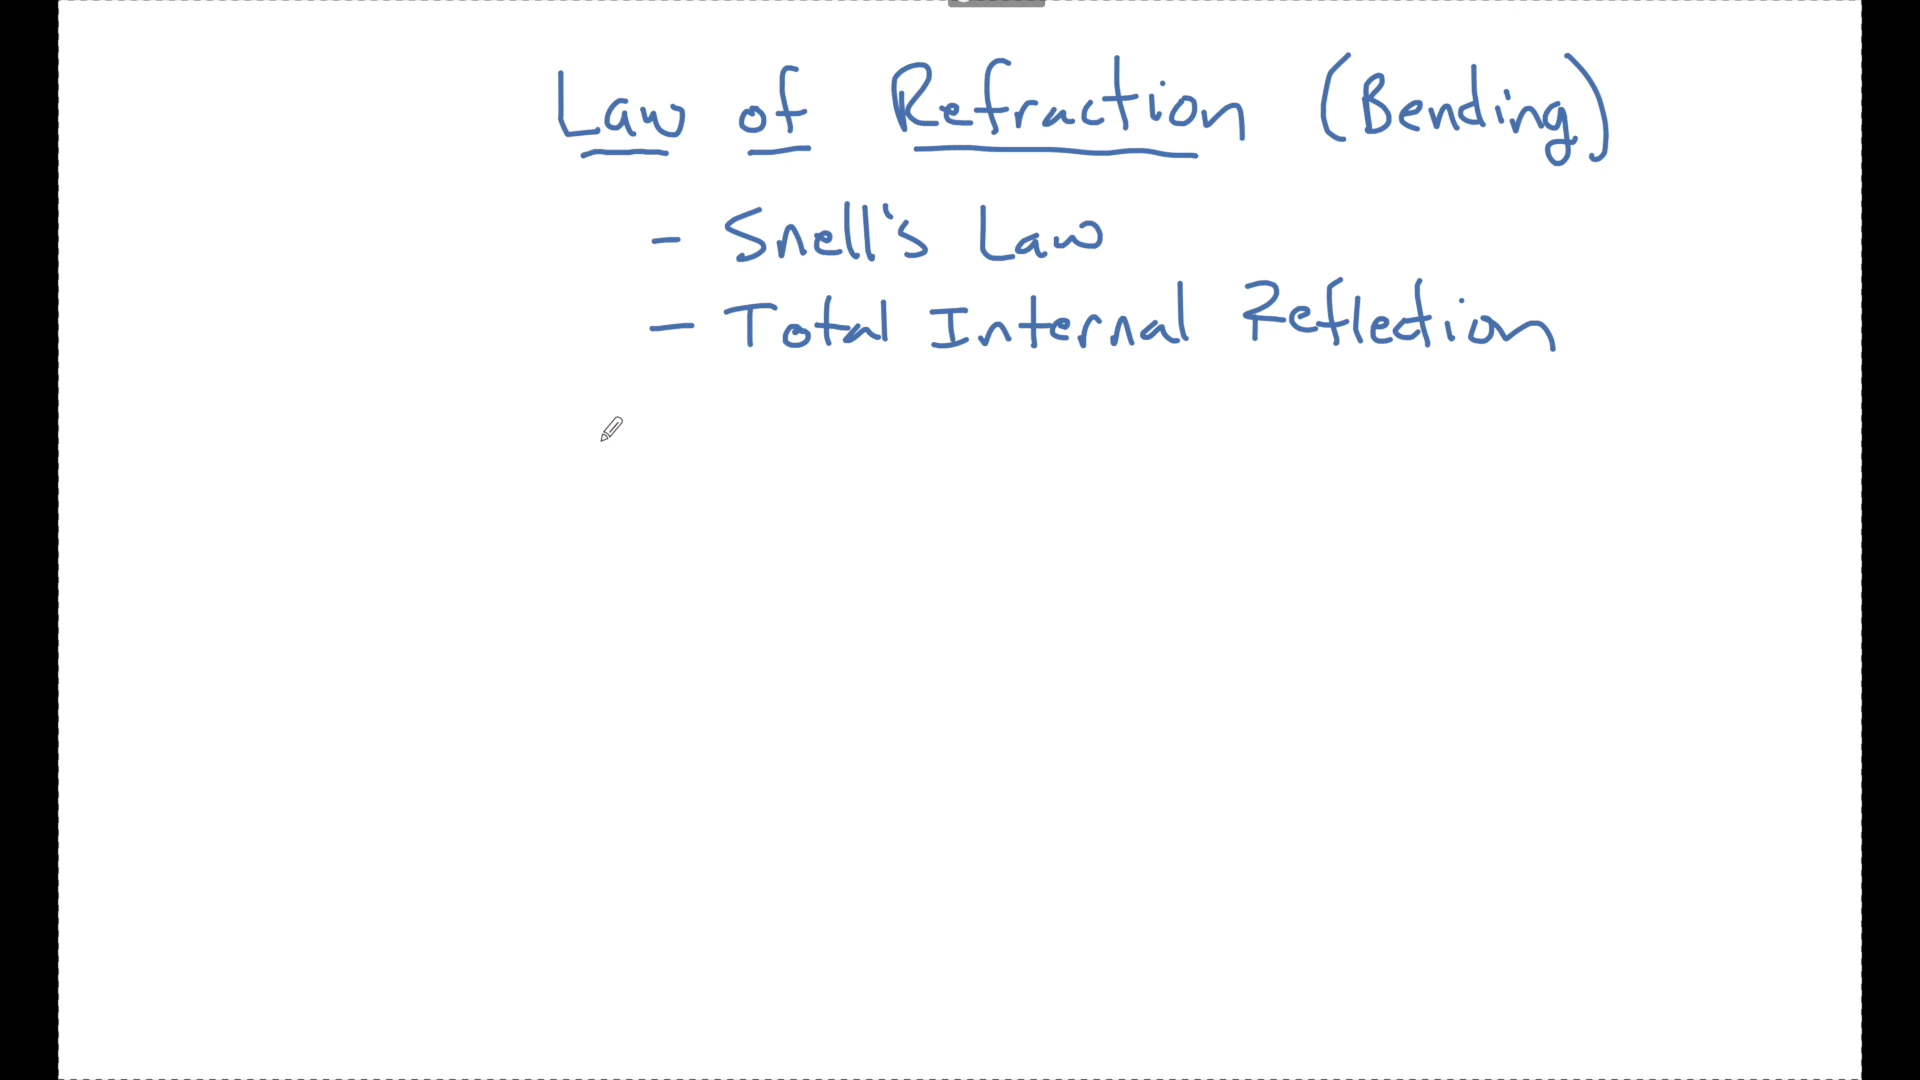 Law of Refraction (Bending)
- Snell's Law
- Total Internal Reflection